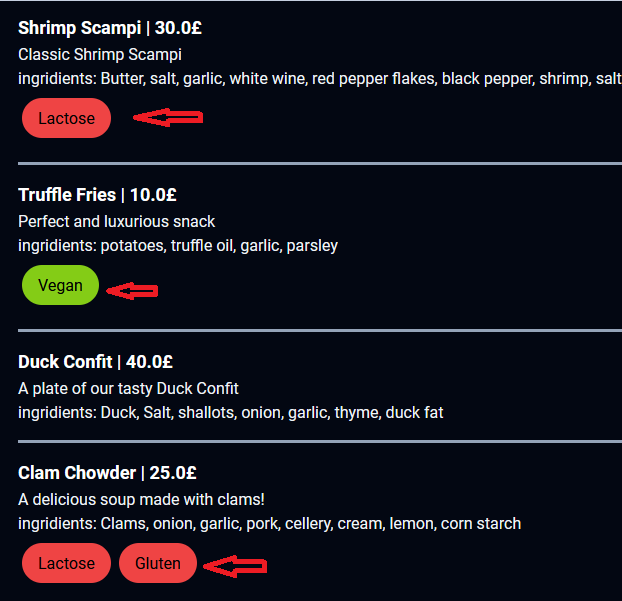 Shrimp Scampi | 30.0£
Classic Shrimp Scampi
ingridients: Butter, salt, garlic, white wine, red pepper flakes, black pepper, shrimp, salt
Lactose
Truffle Fries | 10.0£
Perfect and luxurious snack
ingridients: potatoes, truffle oil, garlic, parsley
Vegan
Duck Confit | 40.0£
A plate of our tasty Duck Confit
ingridients: Duck, Salt, shallots, onion, garlic, thyme, duck fat
Clam Chowder | 25.0£
A delicious soup made with clams!
ingridients: Clams, onion, garlic, pork, cellery, cream, lemon, corn starch
Lactose Gluten